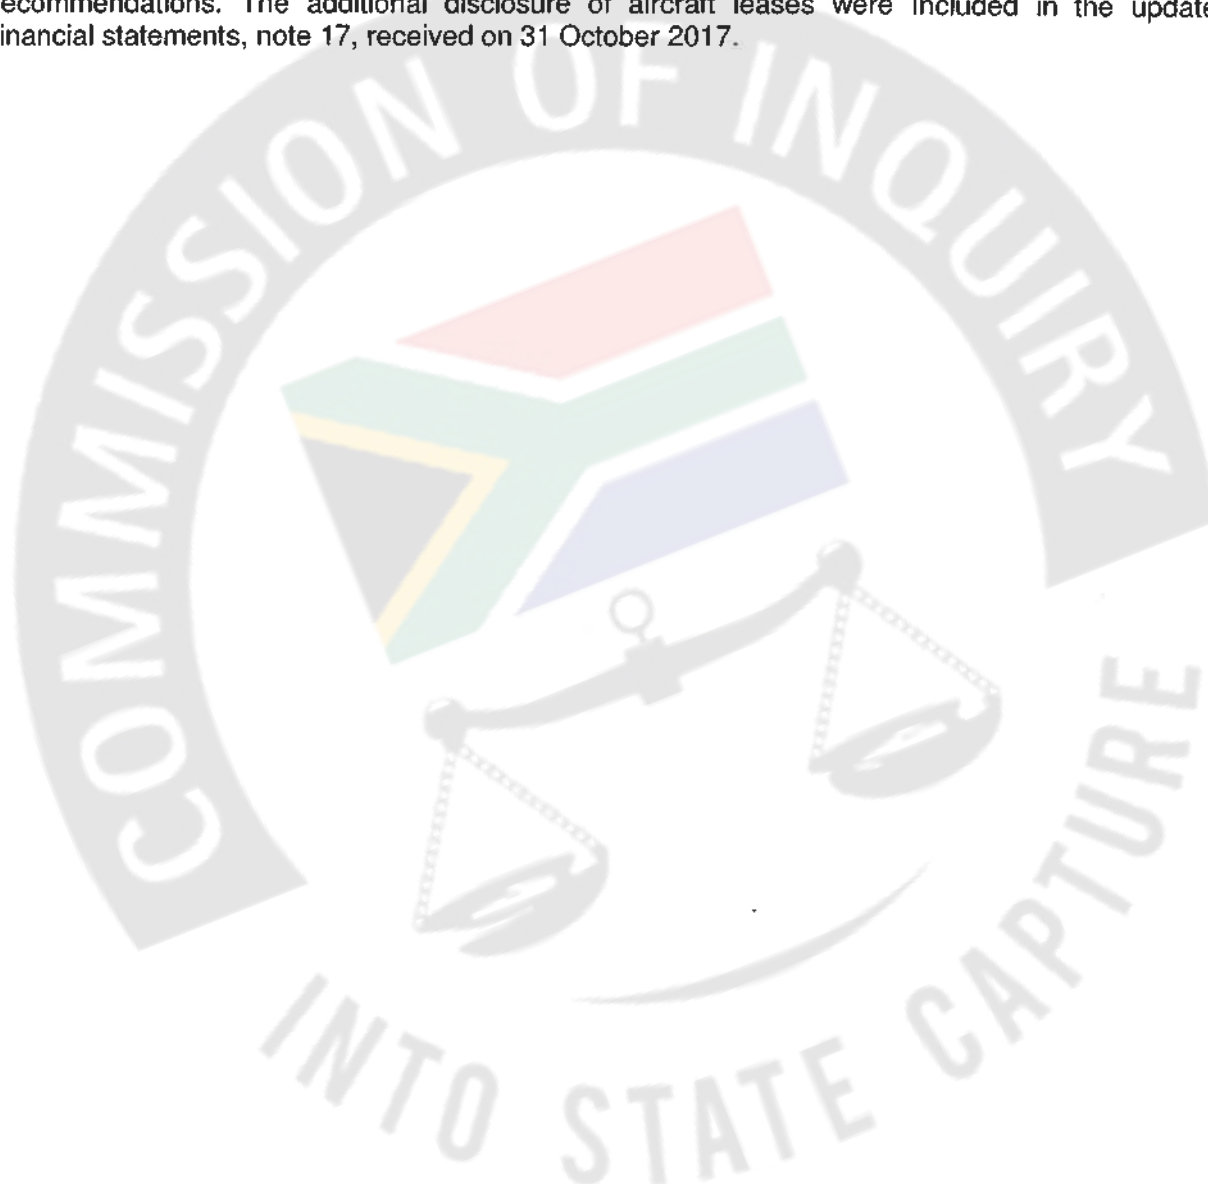 ecommendations. The additional disclosure of aircraft leases were included in the update
inancial statements, note 17, received on 31 October 2017.
COMMISSION OF INQUIRY
INTO STATE CAPTURE